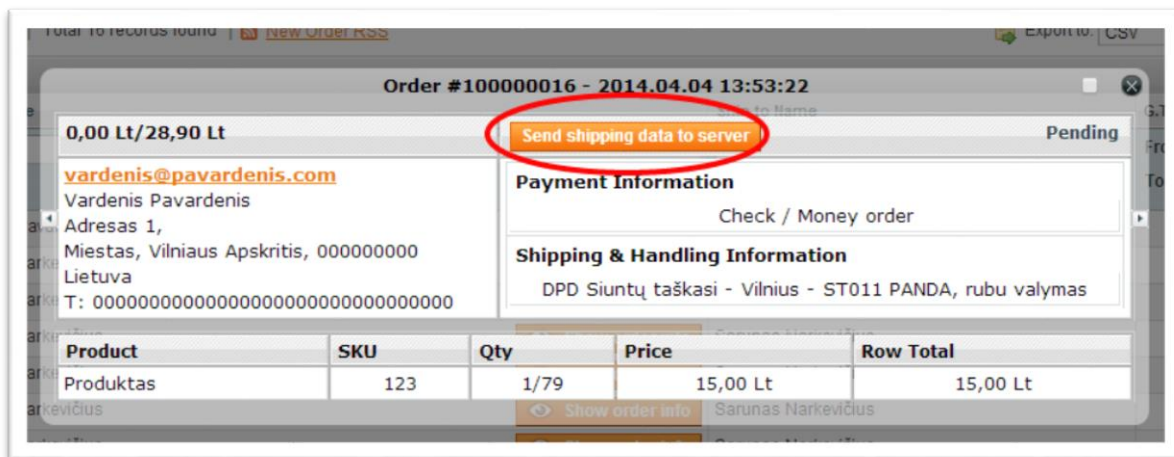 Total 16 records found | New Order RSS
Export to: CSV
Order #100000016 - 2014.04.04 13:53:22
0,00 Lt/28,90 Lt
Send shipping data to server
Pending
vardenis@pavardenis.com
Vardenis Pavardenis
Adresas 1,
Miestas, Vilniaus Apskritis, 000000000
Lietuva
T: 000000000000000000000000000000
Payment Information
Check / Money order
Shipping & Handling Information
DPD Siuntų taškasi - Vilnius - ST011 PANDA, rubu valymas
Product SKU Qty Price Row Total
Produktas 123 1/79 15,00 Lt 15,00 Lt
Show order info
Sarunas Narkevičius